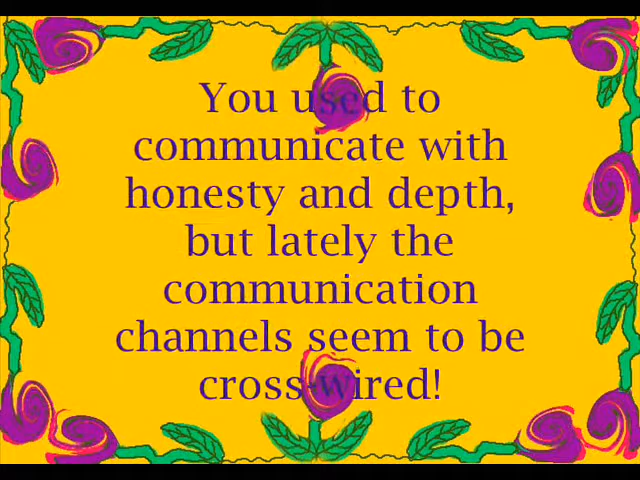 You used to
communicate with
honesty and depth,
but lately the
communication
channels seem to be
cross-wired!